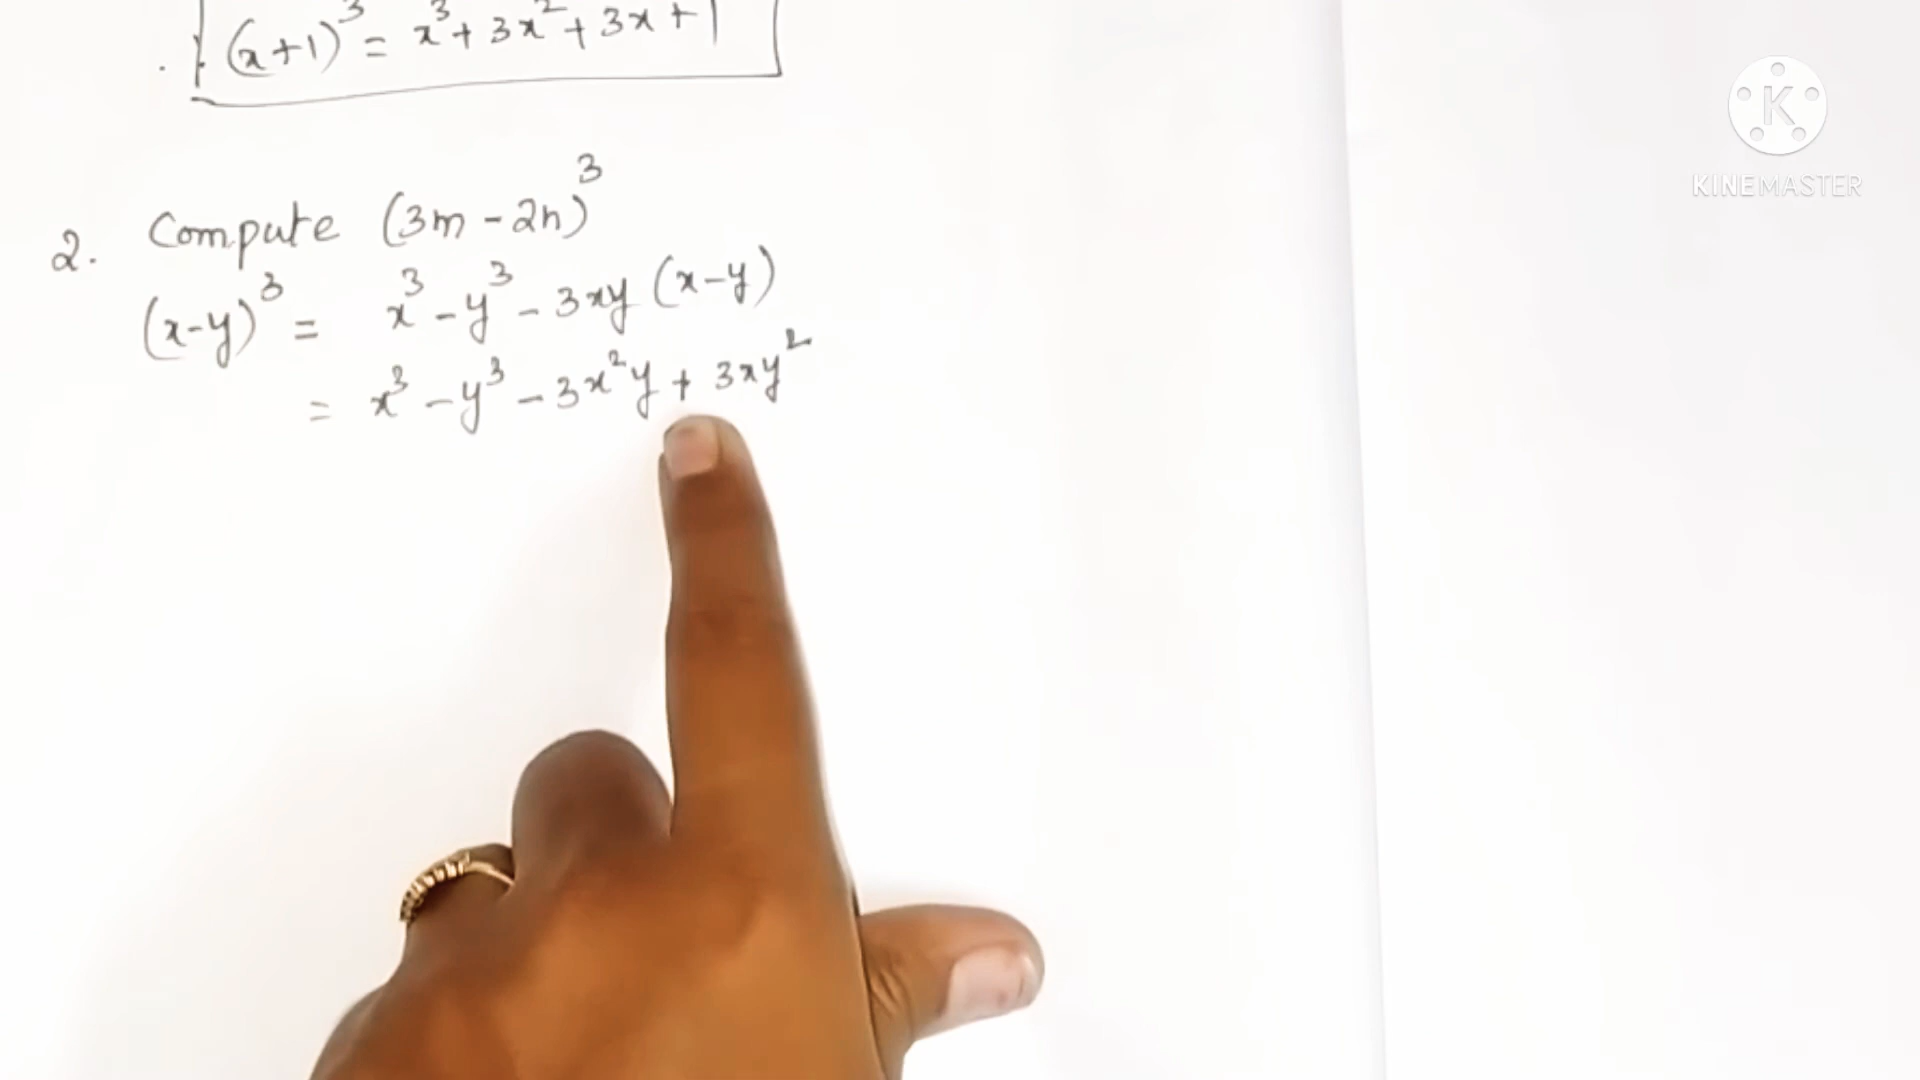 (x+1)³ = x³ + 3x² + 3x + 1
KINEMASTER
2. Compute (3m - 2n)³
(x-y)³ = x³ - y³ - 3xy (x-y)
= x³ - y³ - 3x²y + 3xy²